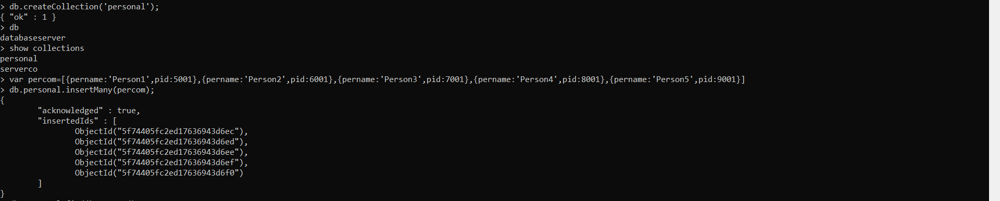 > db.createCollection('personal');
{ "ok" : 1 }
> db
databaseserver
> show collections
personal
serverco
> var percom=[{pername:'Person1',pid:5001},{pername:'Person2',pid:6001},{pername:'Person3',pid:7001},{pername:'Person4',pid:8001},{pername:'Person5',pid:9001}]
> db.personal.insertMany(percom);
{
        "acknowledged" : true,
        "insertedIds" : [
                ObjectId("5f74405fc2ed17636943d6ec"),
                ObjectId("5f74405fc2ed17636943d6ed"),
                ObjectId("5f74405fc2ed17636943d6ee"),
                ObjectId("5f74405fc2ed17636943d6ef"),
                ObjectId("5f74405fc2ed17636943d6f0")
        ]
}